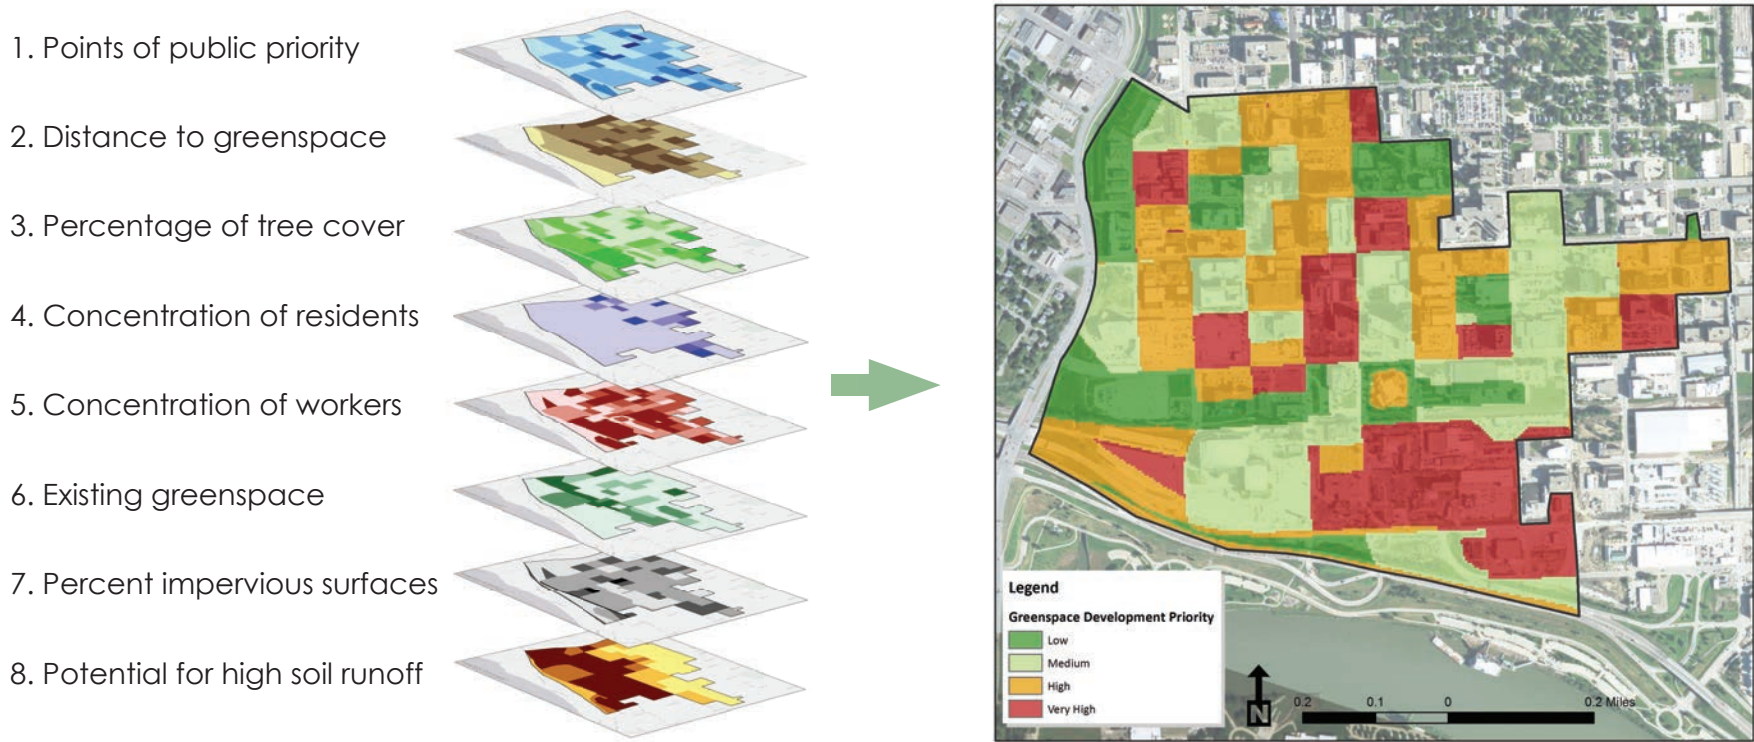 1. Points of public priority
2. Distance to greenspace
3. Percentage of tree cover
4. Concentration of residents
5. Concentration of workers
6. Existing greenspace
7. Percent impervious surfaces
8. Potential for high soil runoff
Legend
Greenspace Development Priority
Low
Medium
High
Very High
N
0.2 0.1 0 0.2 Miles